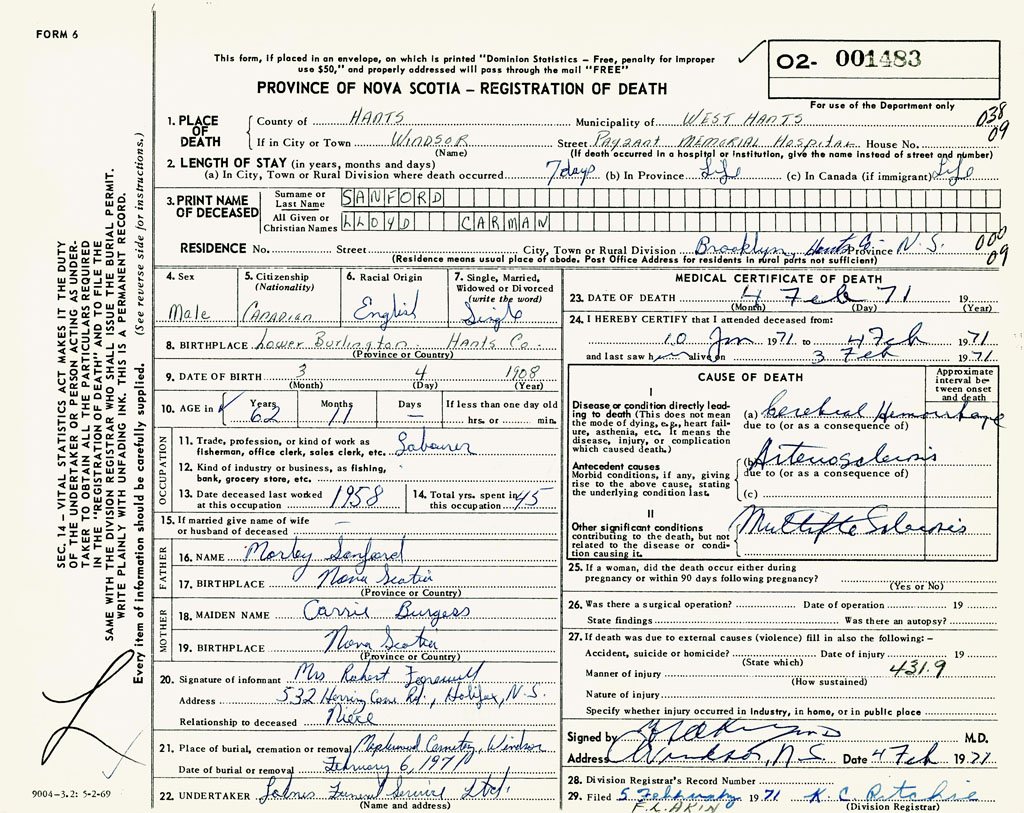 FORM 6
This form, if placed in an envelope, on which is printed "Dominion Statistics – Free, penalty for improper
use $50," and properly addressed will pass through the mail "FREE"
O2- 001483
PROVINCE OF NOVA SCOTIA – REGISTRATION OF DEATH
For use of the Department only
1. PLACE OF DEATH
County of HANTS Municipality of WEST HANTS 038
If in City or Town WINDSOR Street Paysant MEMORIAL Hospital House No. 09
(Name) (If death occurred in a hospital or institution, give the name instead of street and number)
2. LENGTH OF STAY (in years, months and days)
(a) In City, Town or Rural Division where death occurred 7 days (b) In Province Life (c) In Canada (if immigrant) Life
3. PRINT NAME OF DECEASED
Surname or Last Name SANFORD
All Given or Christian Names LLOYD CARMAN
RESIDENCE No. Street City, Town or Rural Division Brooklyn, Hants Co. Province N.S. 000
(Residence means usual place of abode. Post Office Address for residents in rural parts not sufficient) 09
4. Sex Male
5. Citizenship (Nationality) CANADIAN
6. Racial Origin English
7. Single, Married, Widowed or Divorced (write the word) Single
8. BIRTHPLACE Lower Burlington Hants Co.
(Province or Country)
9. DATE OF BIRTH 3 4 1908
(Month) (Day) (Year)
10. AGE in Years 62 Months 11 Days — If less than one day old hrs. or min.
OCCUPATION
11. Trade, profession, or kind of work as fisherman, office clerk, sales clerk, etc. Labourer
12. Kind of industry or business, as fishing, bank, grocery store, etc.
13. Date deceased last worked at this occupation 1958
14. Total yrs. spent in this occupation 45
15. If married give name of wife or husband of deceased —
FATHER
16. NAME Morley Sanford
17. BIRTHPLACE Nova Scotia
(Province or Country)
MOTHER
18. MAIDEN NAME Carrie Burgess
19. BIRTHPLACE Nova Scotia
(Province or Country)
20. Signature of informant Mrs Robert
Address 532 Herring Cove Rd., Halifax, N.S.
Relationship to deceased Niece
21. Place of burial, cremation or removal Maplewood Cemetery, Windsor
Date of burial or removal February 6, 1971
22. UNDERTAKER Funeral Service Ltd.
(Name and address)
MEDICAL CERTIFICATE OF DEATH
23. DATE OF DEATH 4 Feb 71 19
(Month) (Day) (Year)
24. I HEREBY CERTIFY that I attended deceased from:
10 Jan 1971 to 4 Feb 1971
and last saw him alive on 3 Feb 1971
CAUSE OF DEATH
Approximate interval between onset and death
I
Disease or condition directly leading to death (This does not mean the mode of dying, e.g., heart failure, asthenia, etc. It means the disease, injury, or complication which caused death.)
(a) Cerebral Hemorrhage
due to (or as a consequence of)
Antecedent causes
Morbid conditions, if any, giving rise to the above cause, stating the underlying condition last.
(b) Arteriosclerosis
due to (or as a consequence of)
(c)
II
Other significant conditions contributing to the death, but not related to the disease or condition causing it.
Multiple Sclerosis
25. If a woman, did the death occur either during pregnancy or within 90 days following pregnancy?
(Yes or No)
26. Was there a surgical operation? Date of operation 19
State findings Was there an autopsy?
27. If death was due to external causes (violence) fill in also the following: –
Accident, suicide or homicide? Date of injury 19
(State which)
Manner of injury 431.9
(How sustained)
Nature of injury
Specify whether injury occurred in industry, in home, or in public place
Signed by M.D.
Address Windsor, N.S. Date 4 Feb 1971
28. Division Registrar's Record Number
29. Filed 5 February 1971 K. C. Ritchie
F.L. AKIN (Division Registrar)
SEC. 14 – VITAL STATISTICS ACT MAKES IT THE DUTY
OF THE UNDERTAKER OR PERSON ACTING AS UNDER-
TAKER TO OBTAIN ALL THE PARTICULARS REQUIRED
IN THE "REGISTRATION OF DEATH" AND TO FILE THE
SAME WITH THE DIVISION REGISTRAR WHO SHALL ISSUE THE BURIAL PERMIT.
WRITE PLAINLY WITH UNFADING INK. THIS IS A PERMANENT RECORD.
Every item of Information should be carefully supplied. (See reverse side for instructions.)
9004-3.2: 5-2-69